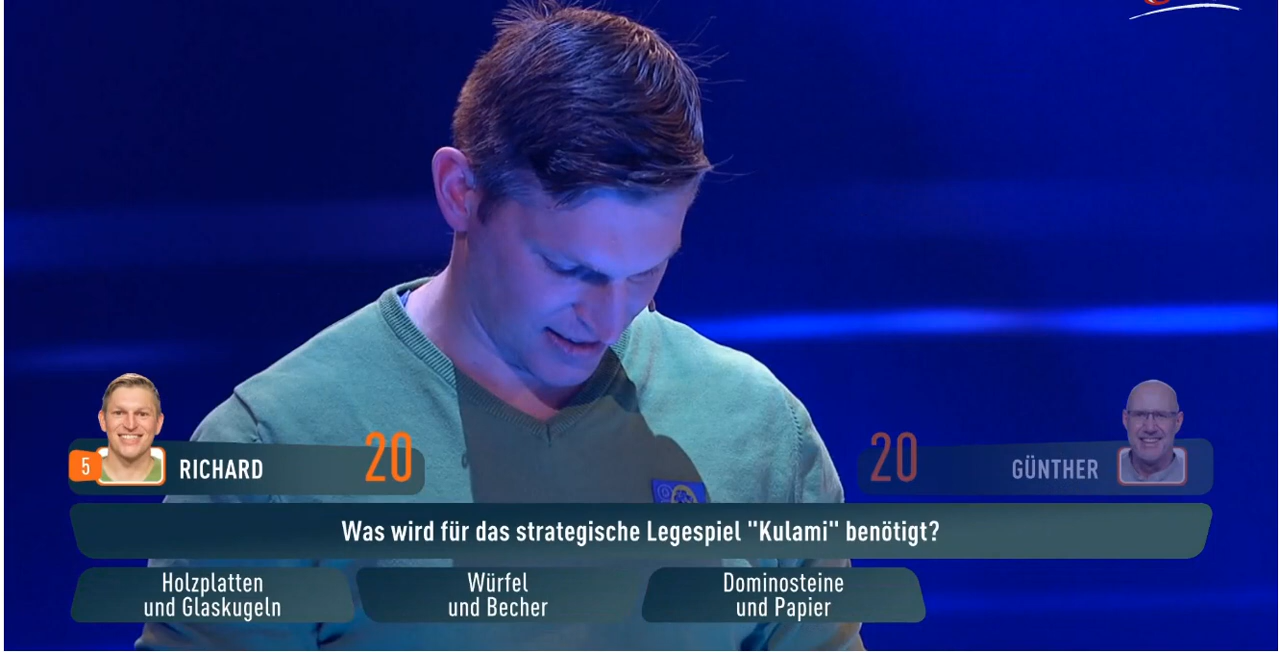 5 RICHARD 20
20 GÜNTHER
Was wird für das strategische Legespiel "Kulami" benötigt?
Holzplatten
und Glaskugeln
Würfel
und Becher
Dominosteine
und Papier